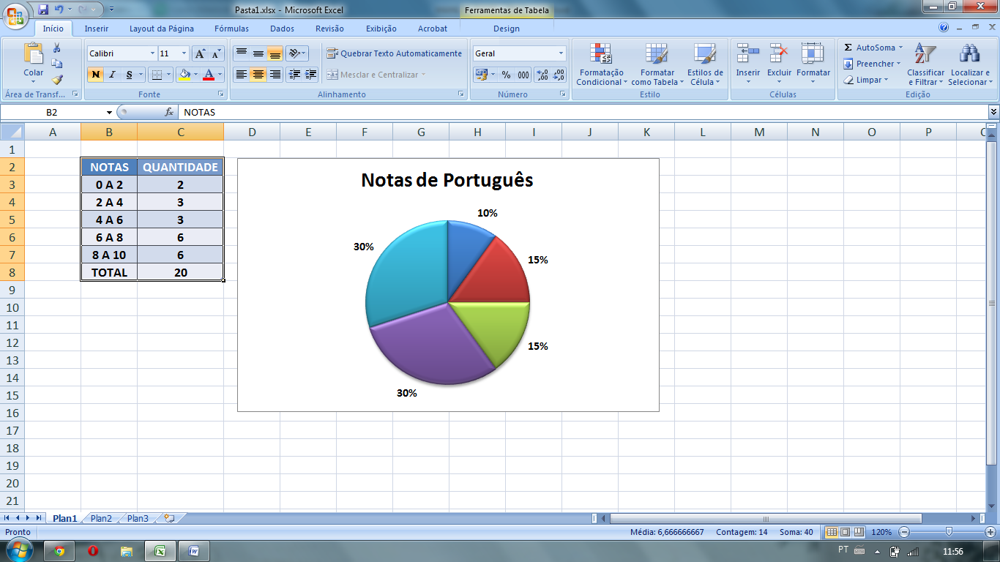 Pasta1.xlsx - Microsoft Excel
Ferramentas de Tabela
Início Inserir Layout da Página Fórmulas Dados Revisão Exibição Acrobat Design
Colar
Área de Transf...
Calibri 11
N I S
Fonte
Quebrar Texto Automaticamente
Mesclar e Centralizar
Alinhamento
Geral
% 000
Número
Formatação Condicional
Formatar como Tabela
Estilos de Célula
Estilo
Inserir Excluir Formatar
Células
Σ AutoSoma
Preencher
Limpar
Classificar e Filtrar
Localizar e Selecionar
Edição
B2 fx NOTAS
A B C D E F G H I J K L M N O P
1
2 NOTAS QUANTIDADE
3 0 A 2 2
4 2 A 4 3
5 4 A 6 3
6 6 A 8 6
7 8 A 10 6
8 TOTAL 20
9
10
11
12
13
14
15
16
17
18
19
20
21
Notas de Português
10%
30%
15%
15%
30%
Plan1 Plan2 Plan3
Pronto Média: 6,666666667 Contagem: 14 Soma: 40 120%
PT 11:56